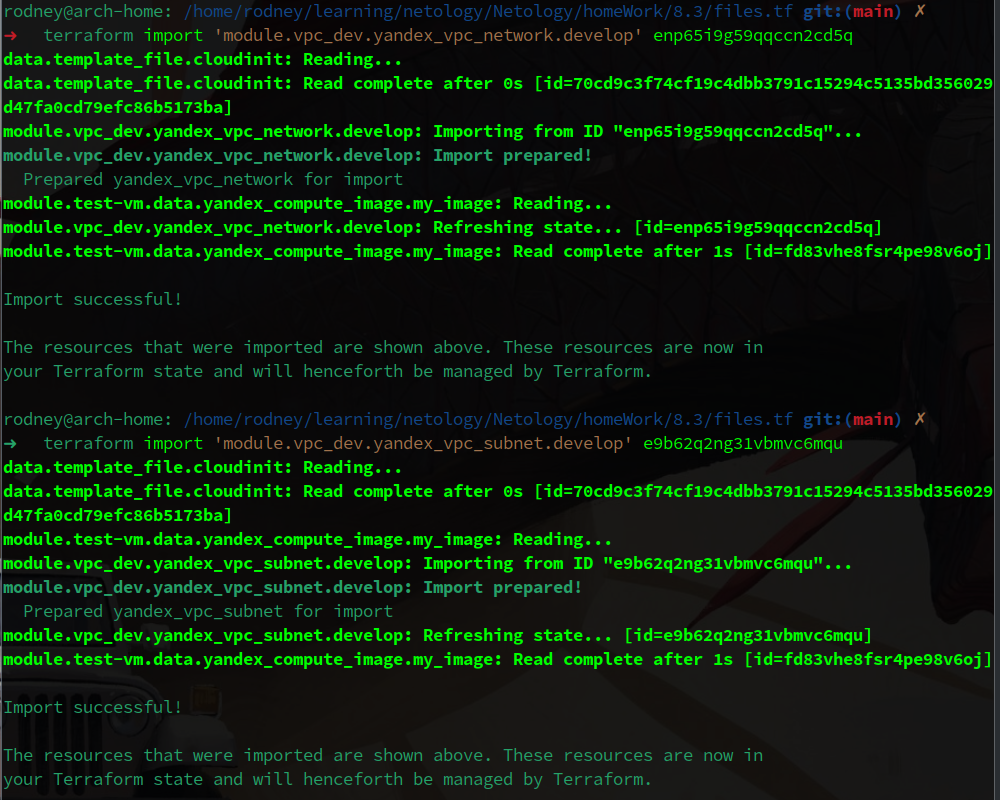 rodney@arch-home: /home/rodney/learning/netology/Netology/homeWork/8.3/files.tf git:(main) ✗
➜ terraform import 'module.vpc_dev.yandex_vpc_network.develop' enp65i9g59qqccn2cd5q
data.template_file.cloudinit: Reading...
data.template_file.cloudinit: Read complete after 0s [id=70cd9c3f74cf19c4dbb3791c15294c5135bd356029
d47fa0cd79efc86b5173ba]
module.vpc_dev.yandex_vpc_network.develop: Importing from ID "enp65i9g59qqccn2cd5q"...
module.vpc_dev.yandex_vpc_network.develop: Import prepared!
Prepared yandex_vpc_network for import
module.test-vm.data.yandex_compute_image.my_image: Reading...
module.vpc_dev.yandex_vpc_network.develop: Refreshing state... [id=enp65i9g59qqccn2cd5q]
module.test-vm.data.yandex_compute_image.my_image: Read complete after 1s [id=fd83vhe8fsr4pe98v6oj]
Import successful!
The resources that were imported are shown above. These resources are now in
your Terraform state and will henceforth be managed by Terraform.
rodney@arch-home: /home/rodney/learning/netology/Netology/homeWork/8.3/files.tf git:(main) ✗
➜ terraform import 'module.vpc_dev.yandex_vpc_subnet.develop' e9b62q2ng31vbmvc6mqu
data.template_file.cloudinit: Reading...
data.template_file.cloudinit: Read complete after 0s [id=70cd9c3f74cf19c4dbb3791c15294c5135bd356029
d47fa0cd79efc86b5173ba]
module.test-vm.data.yandex_compute_image.my_image: Reading...
module.vpc_dev.yandex_vpc_subnet.develop: Importing from ID "e9b62q2ng31vbmvc6mqu"...
module.vpc_dev.yandex_vpc_subnet.develop: Import prepared!
Prepared yandex_vpc_subnet for import
module.vpc_dev.yandex_vpc_subnet.develop: Refreshing state... [id=e9b62q2ng31vbmvc6mqu]
module.test-vm.data.yandex_compute_image.my_image: Read complete after 1s [id=fd83vhe8fsr4pe98v6oj]
Import successful!
The resources that were imported are shown above. These resources are now in
your Terraform state and will henceforth be managed by Terraform.